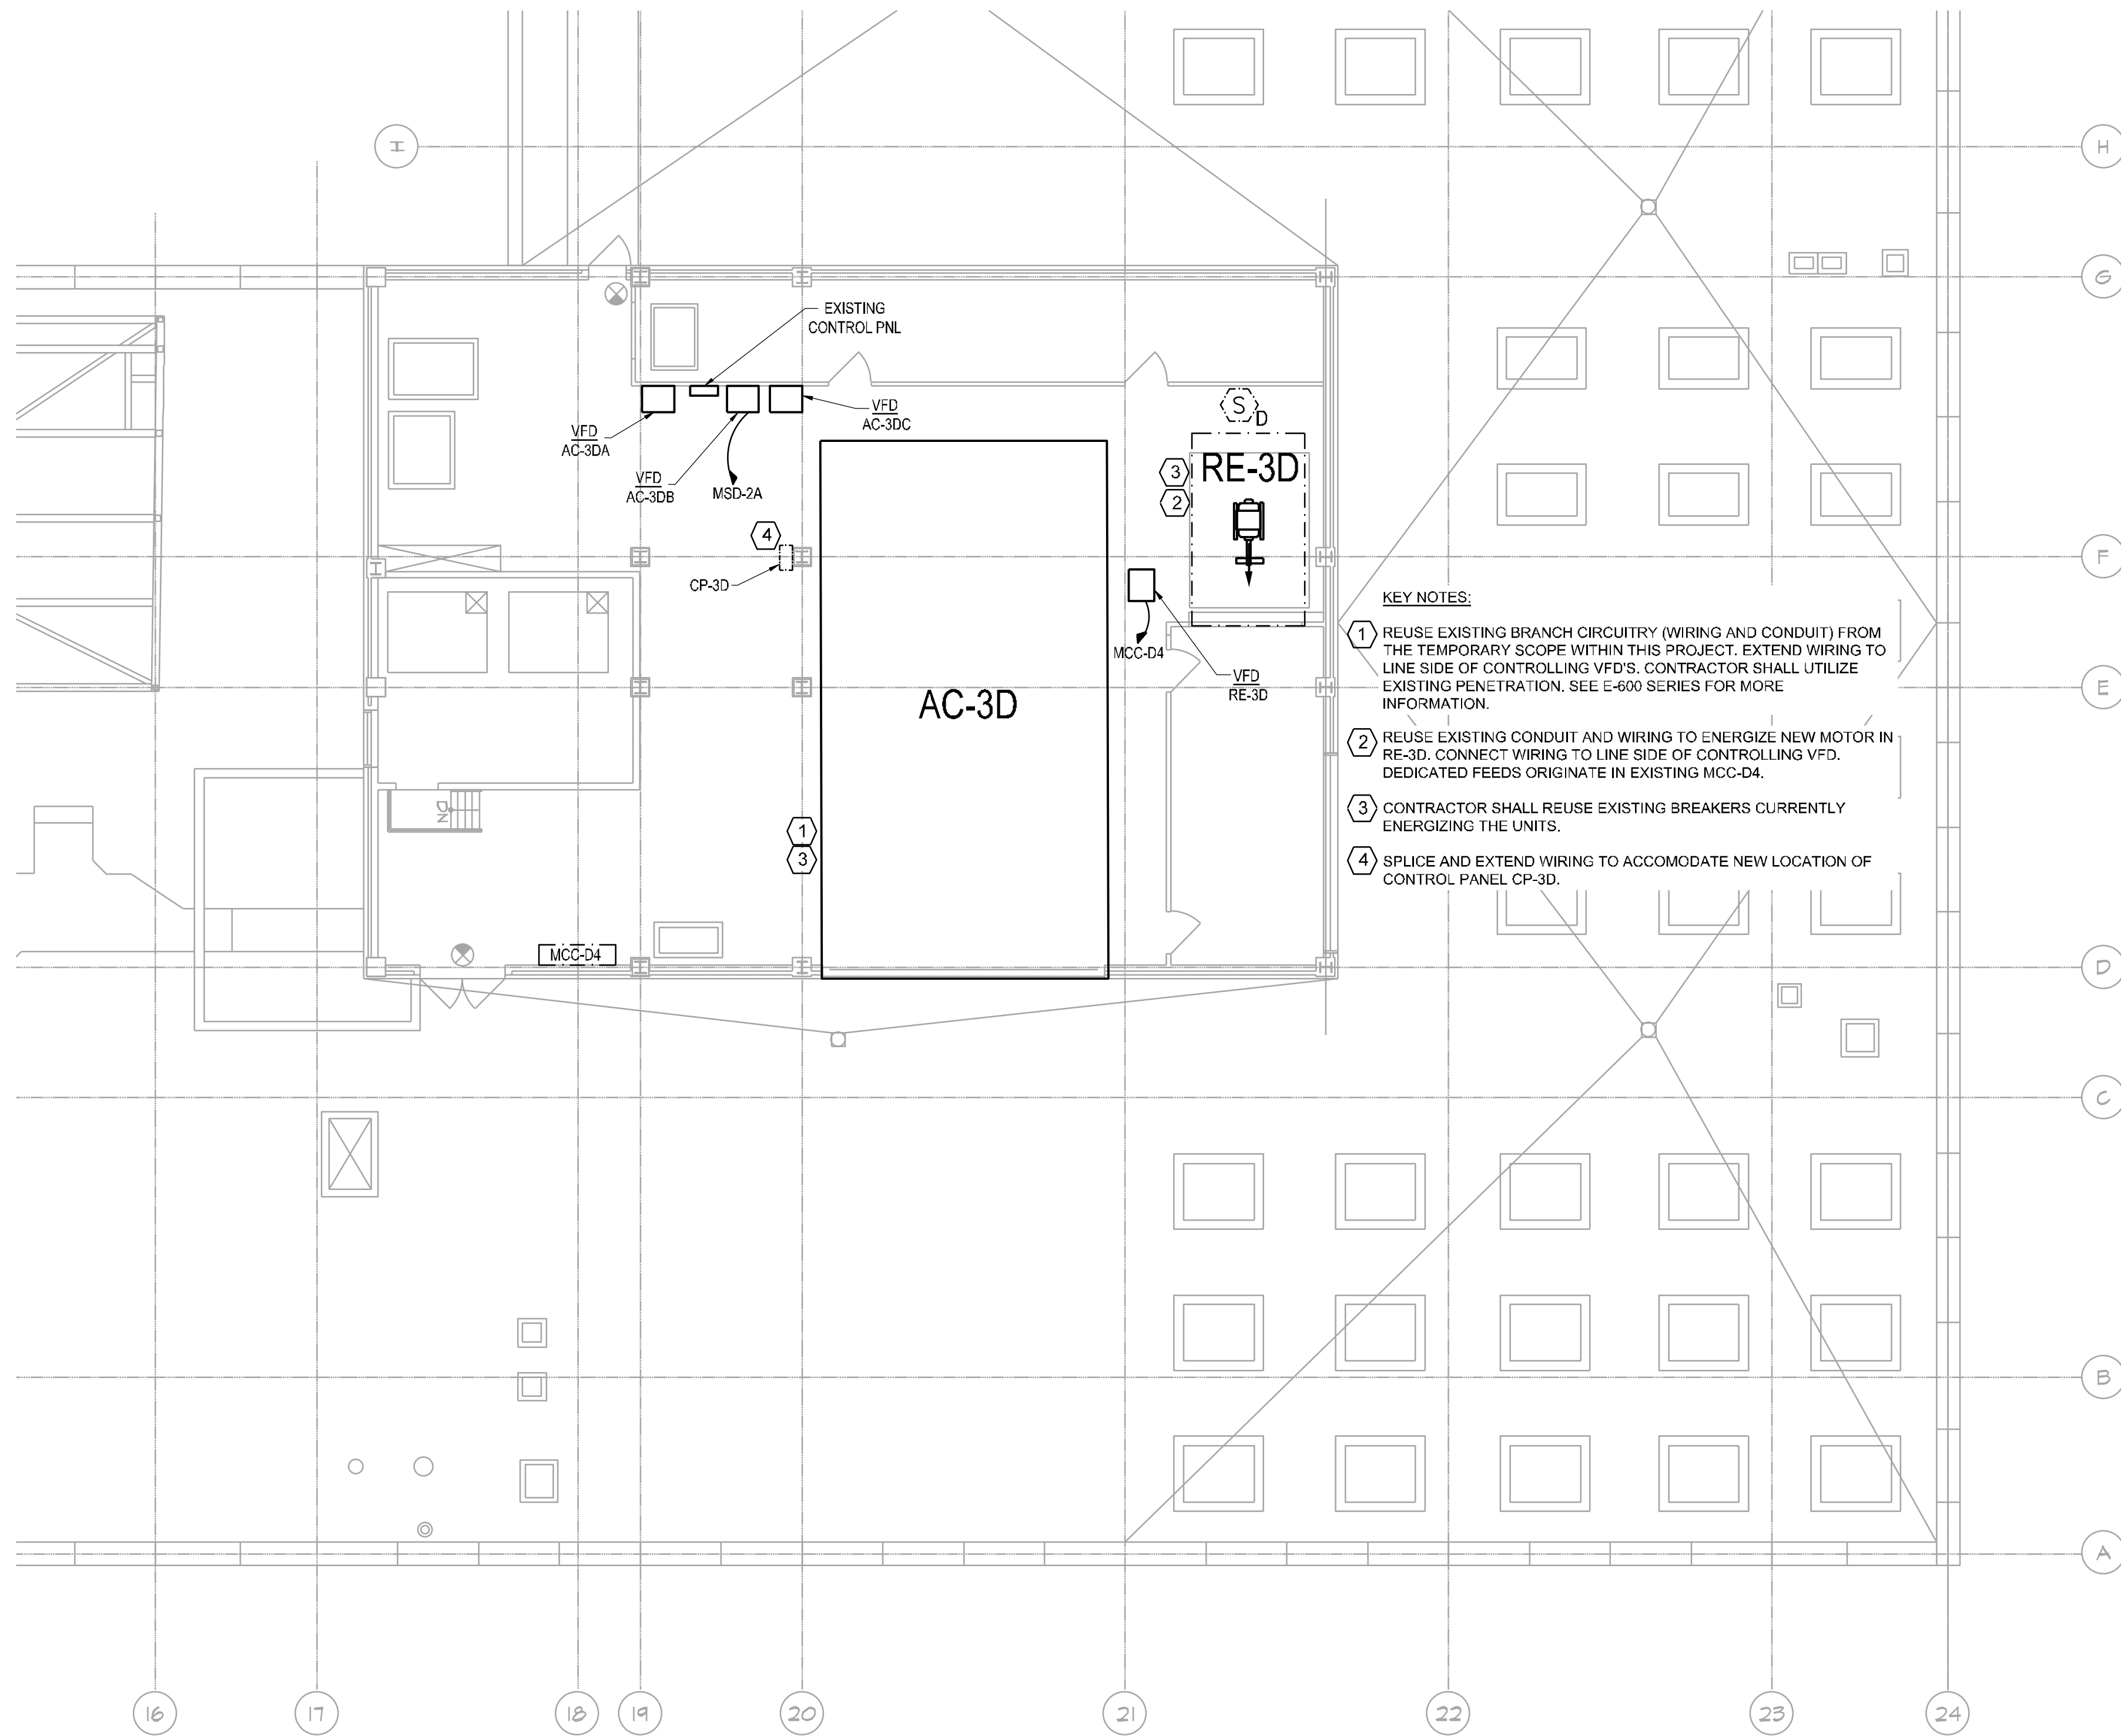 I
H
G
EXISTING
CONTROL PNL
VFD
AC-3DA
VFD
AC-3DB
MSD-2A
VFD
AC-3DC
S
D
3
2
RE-3D
4
CP-3D
F
MCC-D4
VFD
RE-3D
E
AC-3D
DN
1
3
MCC-D4
KEY NOTES:
1 REUSE EXISTING BRANCH CIRCUITRY (WIRING AND CONDUIT) FROM
THE TEMPORARY SCOPE WITHIN THIS PROJECT. EXTEND WIRING TO
LINE SIDE OF CONTROLLING VFD'S. CONTRACTOR SHALL UTILIZE
EXISTING PENETRATION. SEE E-600 SERIES FOR MORE
INFORMATION.
2 REUSE EXISTING CONDUIT AND WIRING TO ENERGIZE NEW MOTOR IN
RE-3D. CONNECT WIRING TO LINE SIDE OF CONTROLLING VFD.
DEDICATED FEEDS ORIGINATE IN EXISTING MCC-D4.
3 CONTRACTOR SHALL REUSE EXISTING BREAKERS CURRENTLY
ENERGIZING THE UNITS.
4 SPLICE AND EXTEND WIRING TO ACCOMODATE NEW LOCATION OF
CONTROL PANEL CP-3D.
D
C
B
A
16
17
18
19
20
21
22
23
24